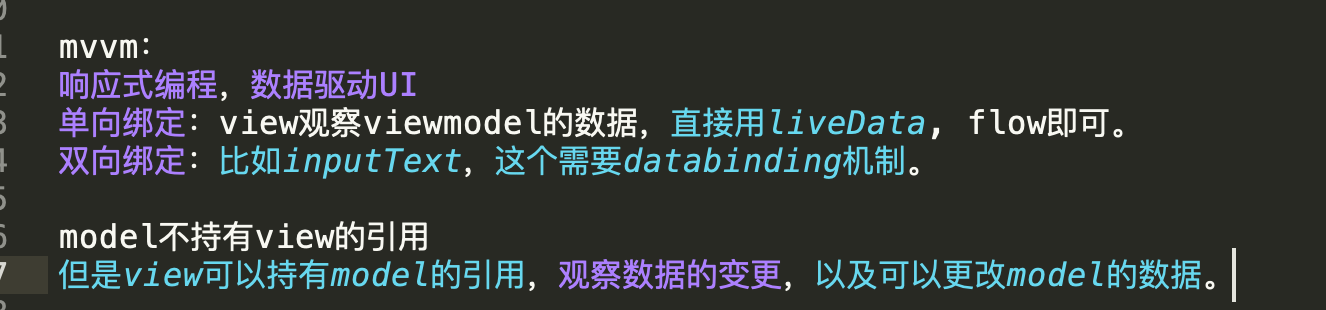 mvvm:
响应式编程，数据驱动UI
单向绑定：view观察viewmodel的数据，直接用liveData, flow即可。
双向绑定：比如inputText，这个需要databinding机制。
model不持有view的引用
但是view可以持有model的引用，观察数据的变更，以及可以更改model的数据。